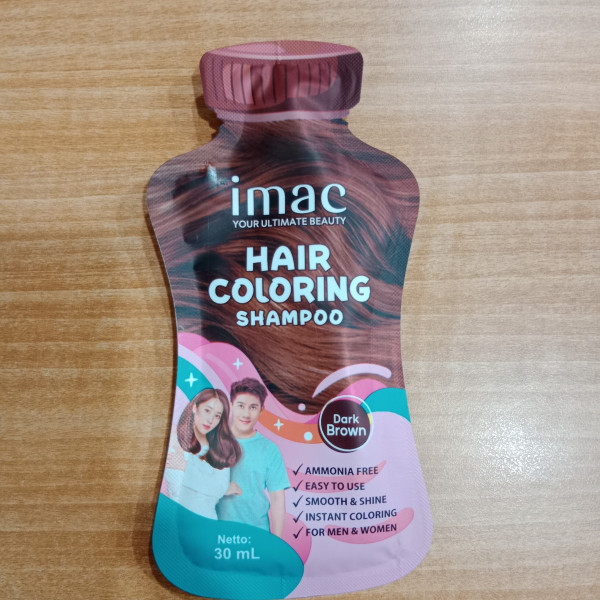 imac
YOUR ULTIMATE BEAUTY
HAIR
COLORING
SHAMPOO
Dark
Brown
✓ AMMONIA FREE
✓ EASY TO USE
✓ SMOOTH & SHINE
✓ INSTANT COLORING
✓ FOR MEN & WOMEN
Netto:
30 mL